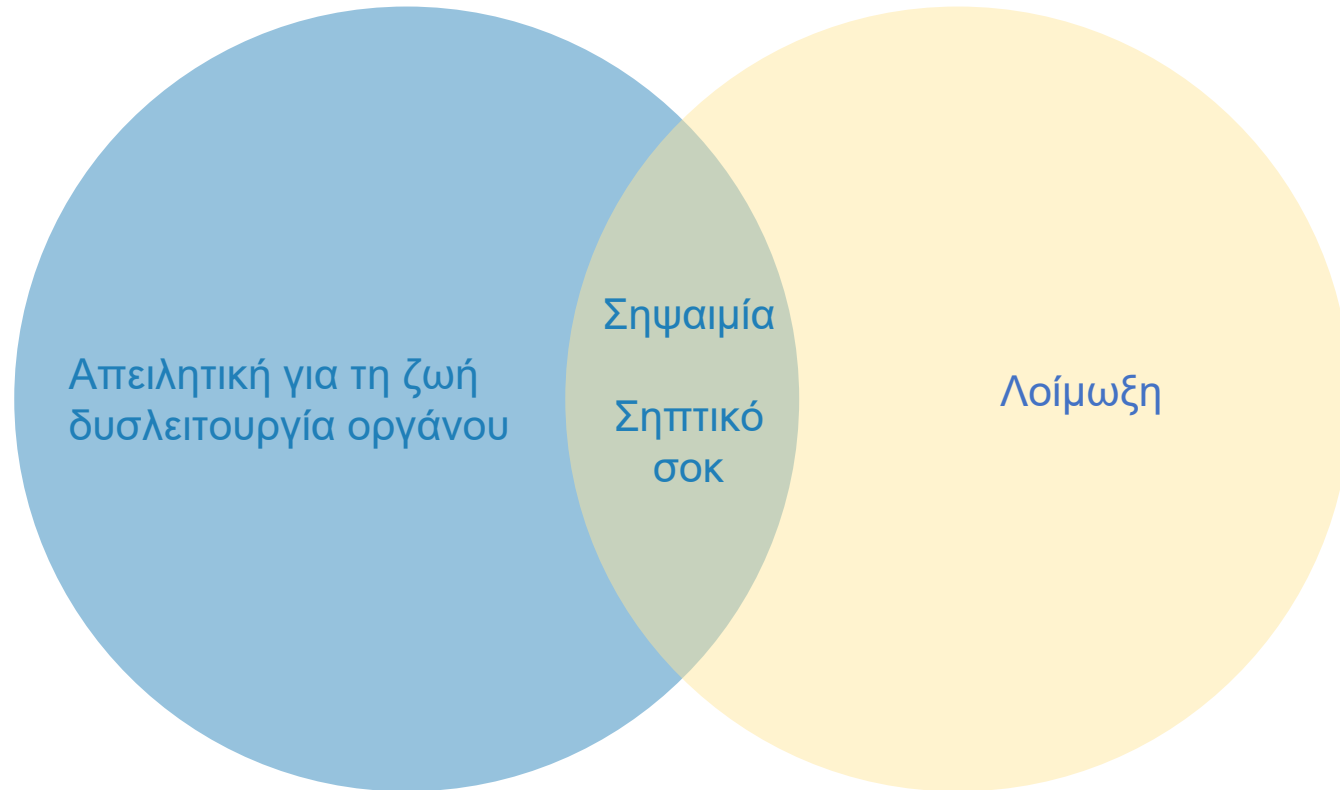 Απειλητική για τη ζωή
δυσλειτουργία οργάνου
Σηψαιμία
Σηπτικό
σοκ
Λοίμωξη